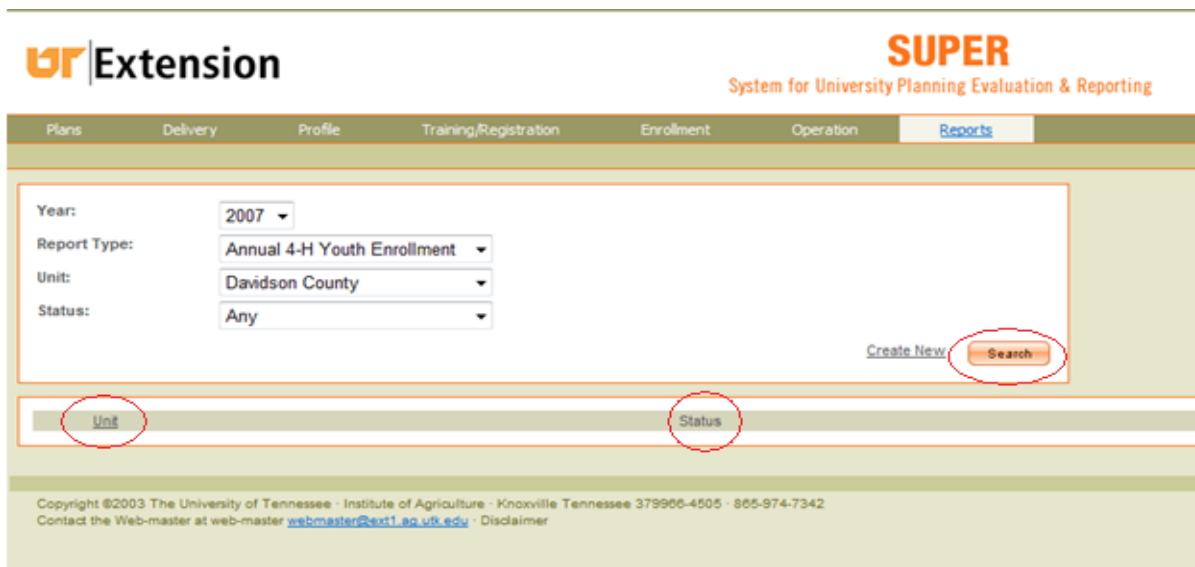 UT Extension
SUPER
System for University Planning Evaluation & Reporting
Plans Delivery Profile Training/Registration Enrollment Operation Reports
Year: 2007
Report Type: Annual 4-H Youth Enrollment
Unit: Davidson County
Status: Any
Create New Search
Unit Status
Copyright ©2003 The University of Tennessee · Institute of Agriculture · Knoxville Tennessee 379966-4505 · 865-974-7342
Contact the Web-master at web-master webmaster@ext1.ag.utk.edu · Disclaimer